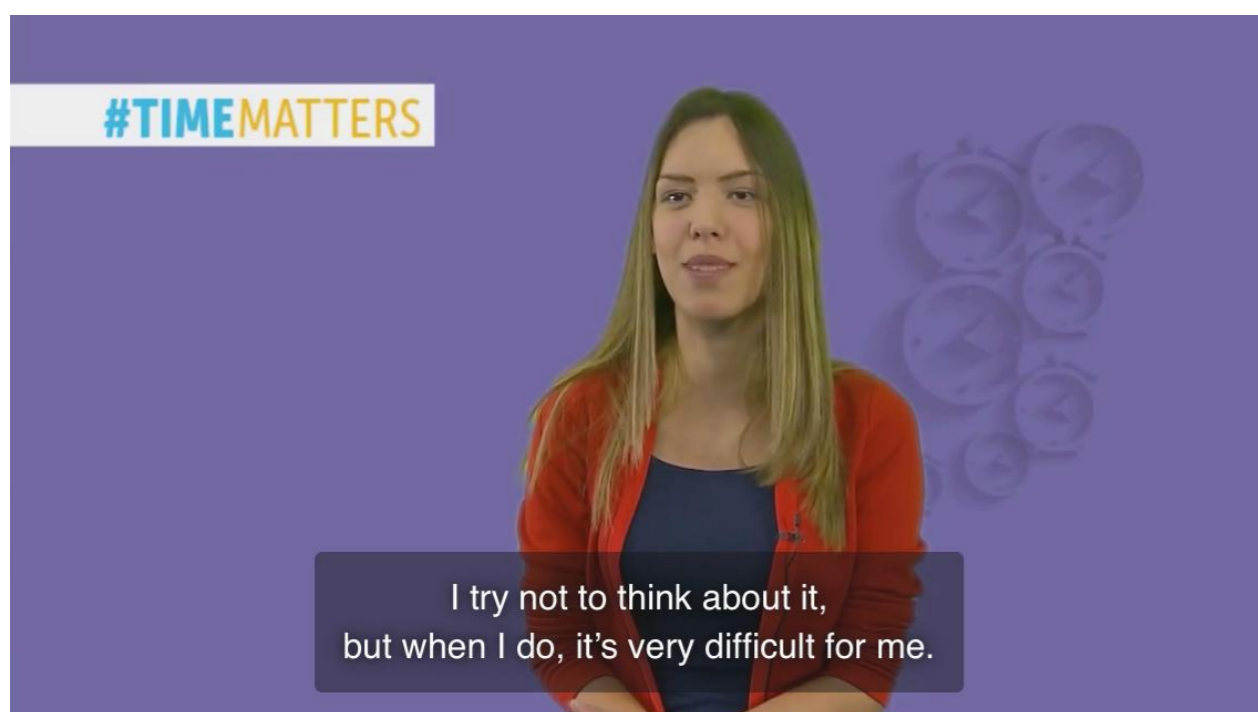 #TIMEMATTERS
I try not to think about it,
but when I do, it’s very difficult for me.